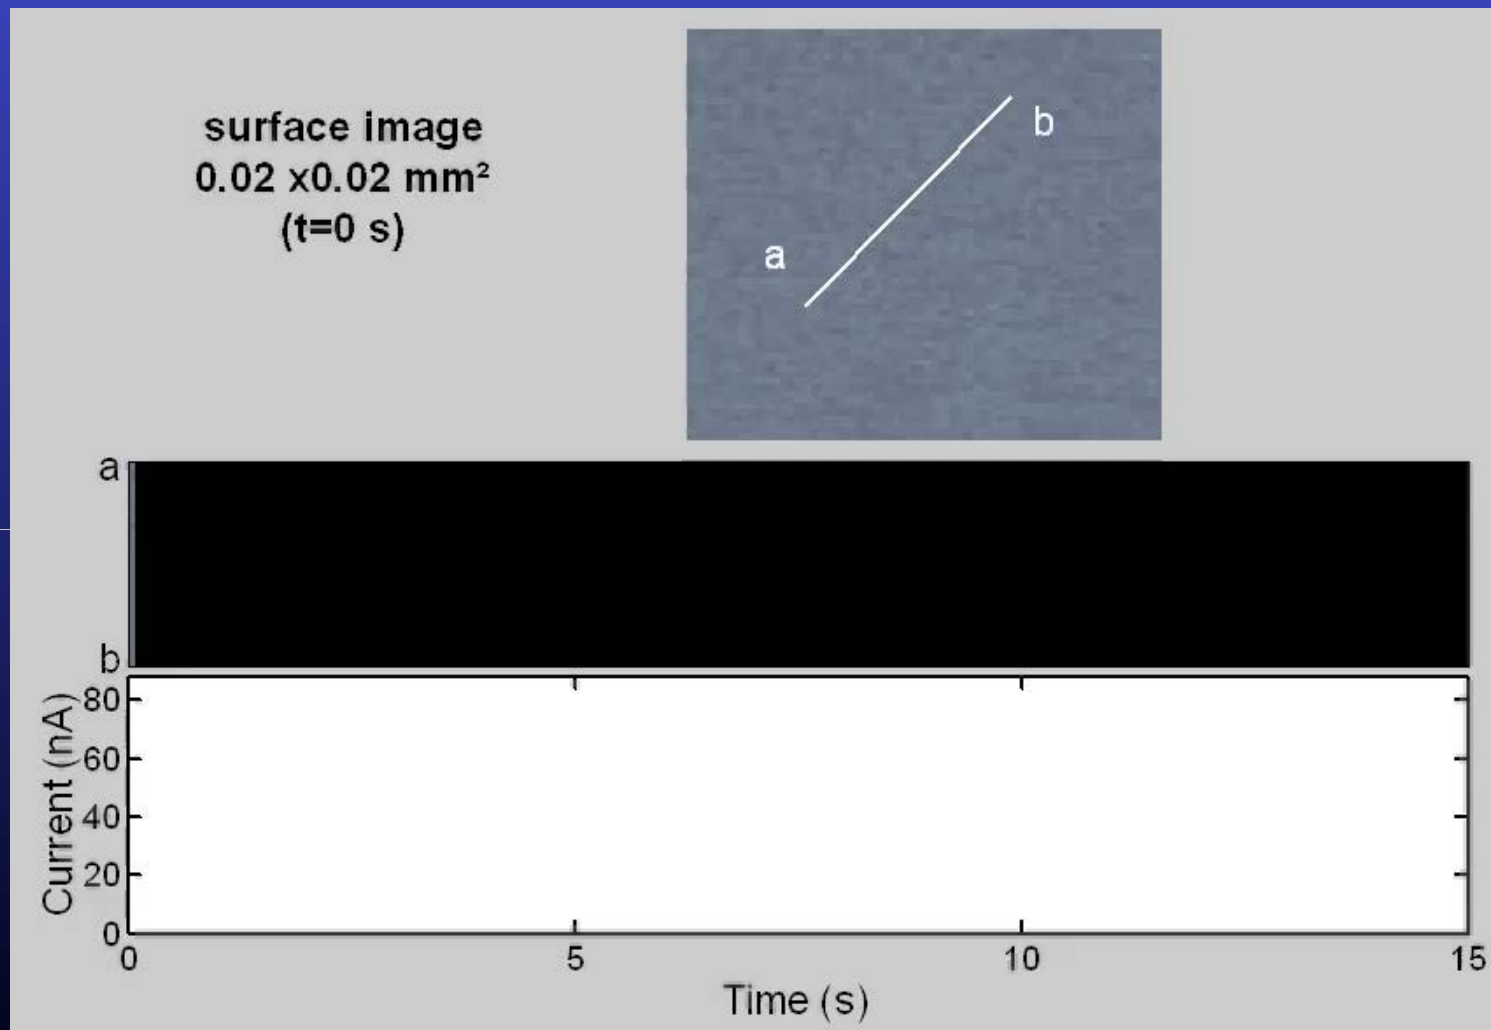 surface image
0.02 x0.02 mm²
(t=0 s)
b
a
a
b
Current (nA)
80
60
40
20
0
0 5 10 15
Time (s)